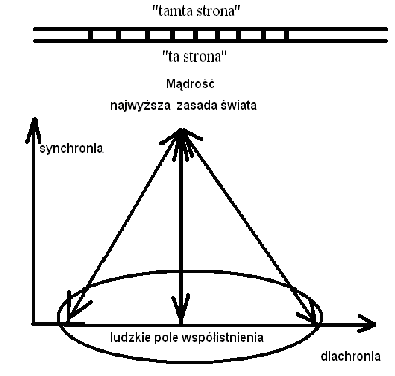 "tamta strona"
"ta strona"
Mądrość
najwyższa zasada świata
synchronia
ludzkie pole współistnienia
diachronia